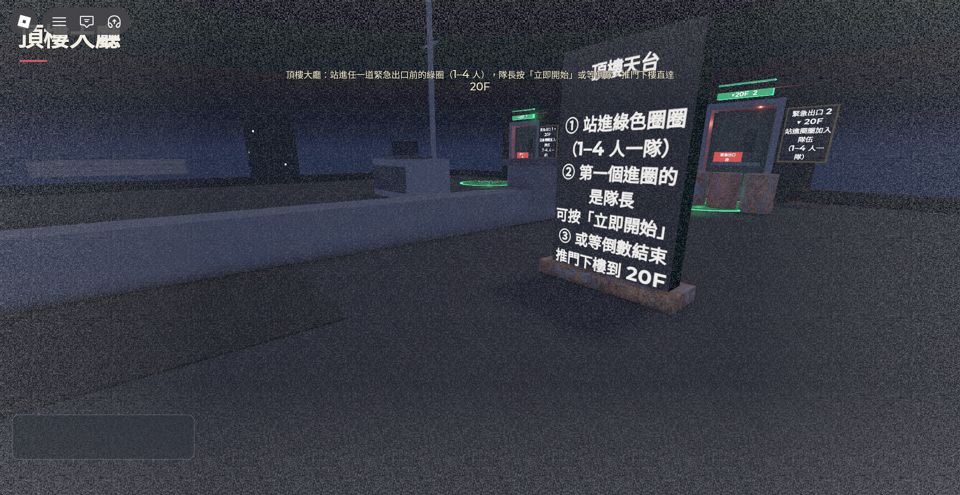 頂樓大廳
頂樓大廳：站進任一道緊急出口前的綠圈（1–4 人），隊長按「立即開始」或等
推門下樓直達
20F
頂樓天台
① 站進綠色圈圈
（1–4 人一隊）
② 第一個進圈的
是隊長
可按「立即開始」
③ 或等倒數結束
推門下樓到 20F
▼20F 2
緊急出口 2
▼ 20F
站進圈圈加入
隊伍
（1–4 人一
隊）
緊急出口